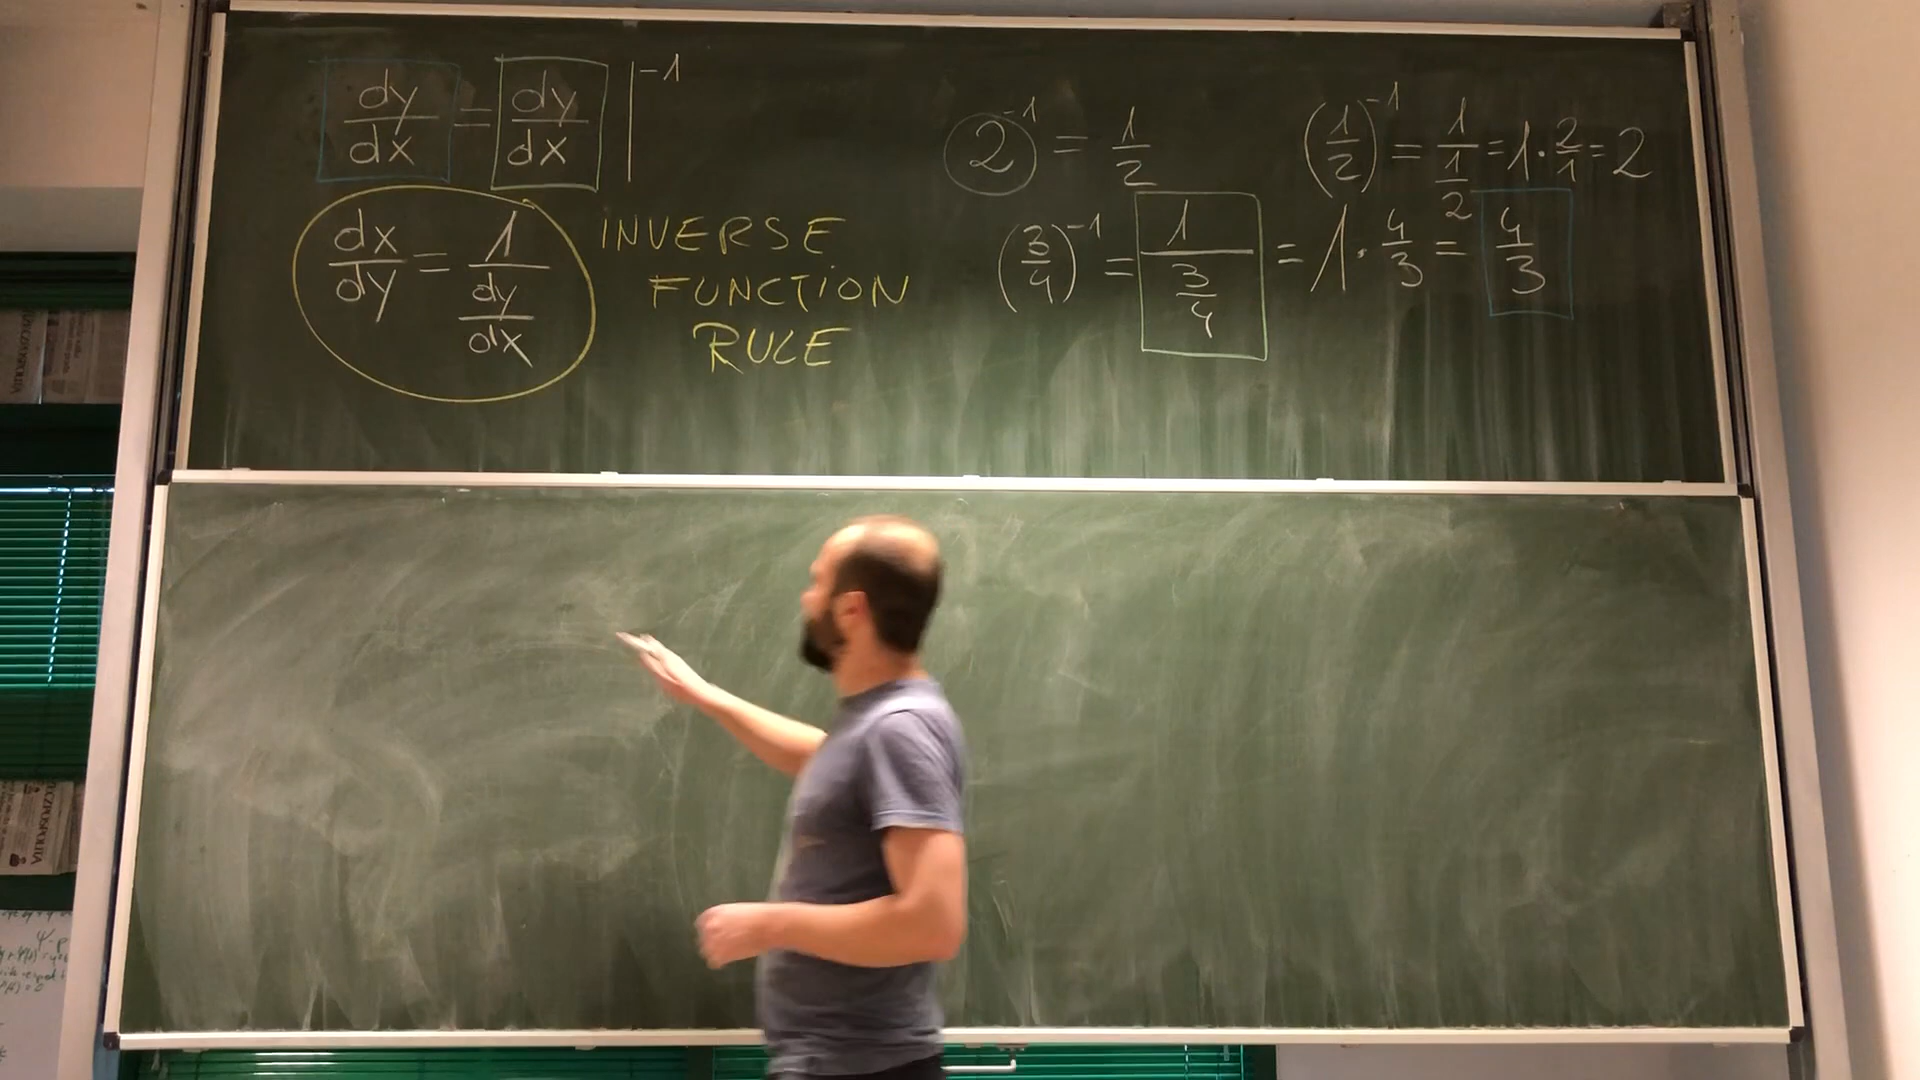 dy/dx = dy/dx |⁻¹
dx/dy = 1/(dy/dx)
INVERSE
FUNCTION
RULE
2⁻¹ = 1/2
(1/2)⁻¹ = 1/(1/2) = 1·2/1 = 2
(3/4)⁻¹ = 1/(3/4) = 1·4/3 = 4/3
RZECZPOSPOLITA